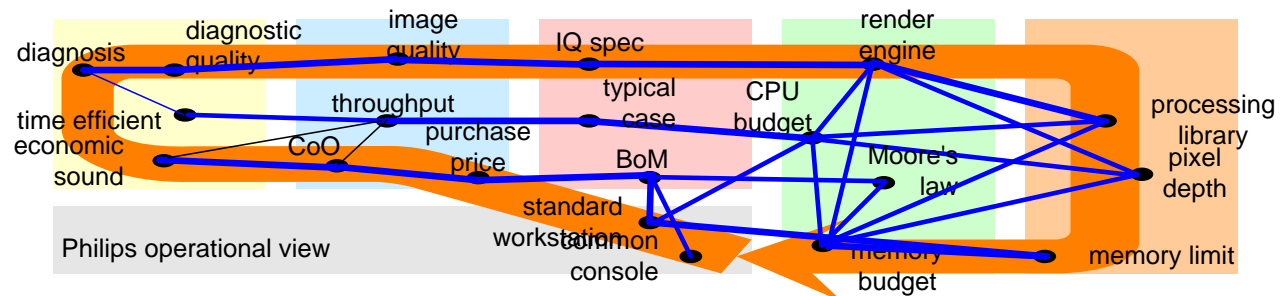 diagnosis
diagnostic
quality
image
quality
IQ spec
render
engine
typical
case
CPU
budget
processing
library
time efficient
throughput
economic
sound
CoO
purchase
price
BoM
Moore's
law
pixel
depth
standard
workstation
common
console
Philips operational view
memory
budget
memory limit